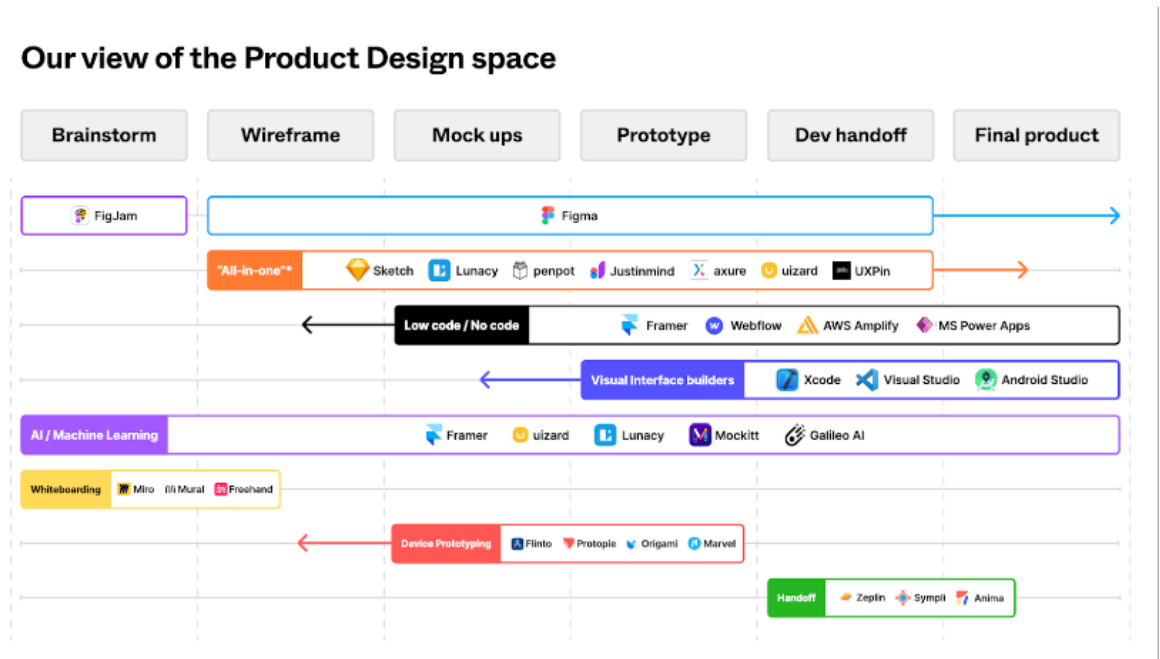 Our view of the Product Design space
Brainstorm Wireframe Mock ups Prototype Dev handoff Final product
FigJam Figma
"All-in-one"* Sketch Lunacy penpot Justinmind axure uizard UXPin
Low code / No code Framer Webflow AWS Amplify MS Power Apps
Visual Interface builders Xcode Visual Studio Android Studio
AI / Machine Learning Framer uizard Lunacy Mockitt Galileo AI
Whiteboarding Miro Mural Freehand
Device Prototyping Flinto Protopie Origami Marvel
Handoff Zeplin Sympli Anima